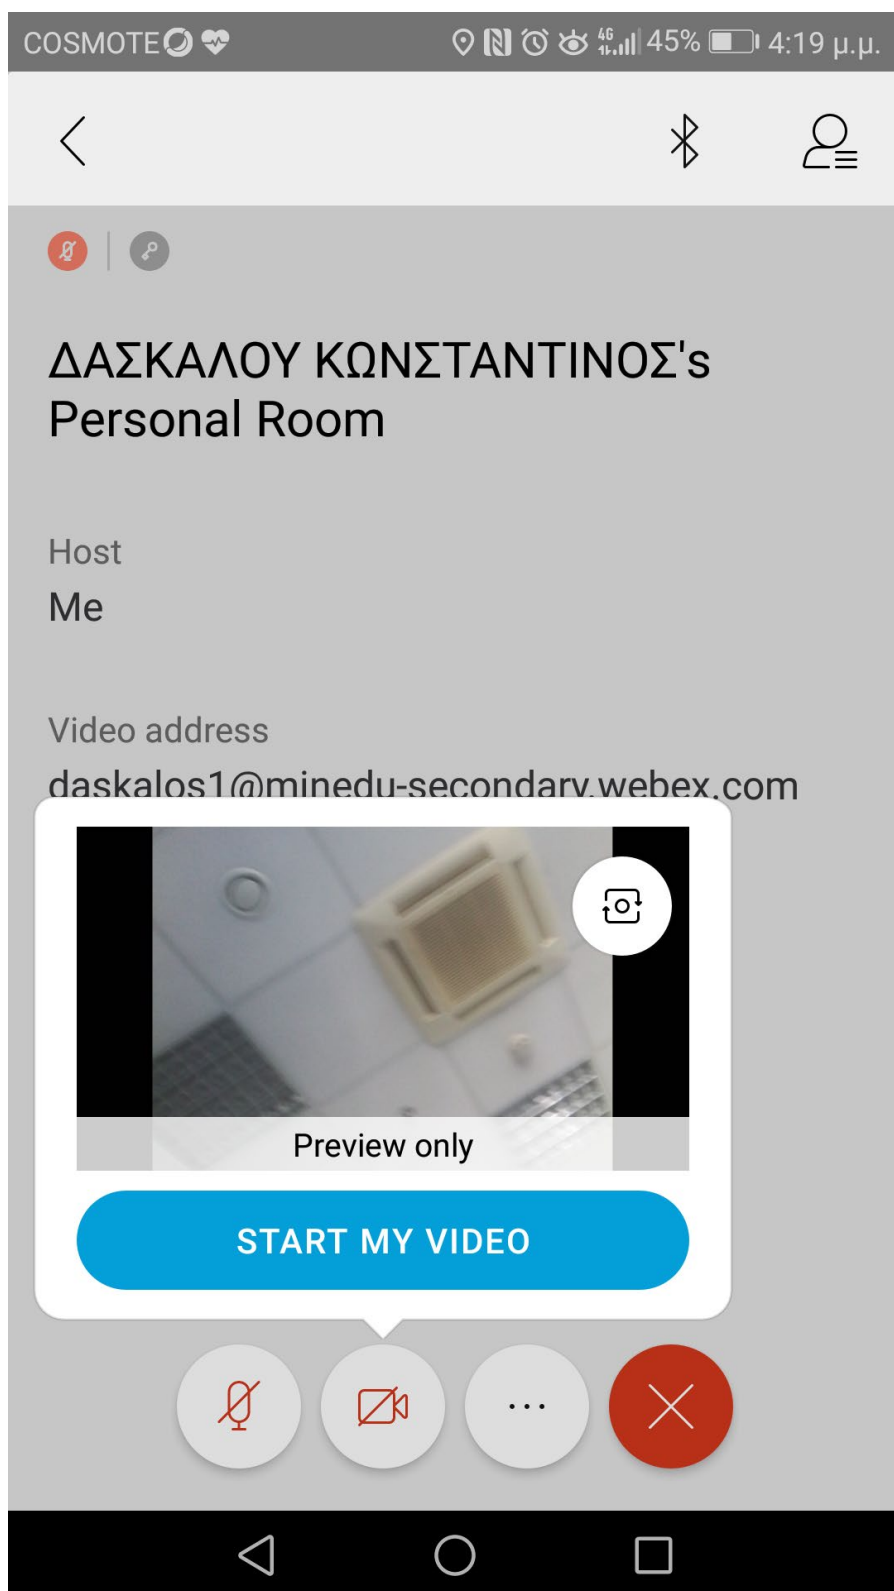 COSMOTE 4G 45% 4:19 μ.μ.
ΔΑΣΚΑΛΟΥ ΚΩΝΣΤΑΝΤΙΝΟΣ's
Personal Room
Host
Me
Video address
daskalos1@minedu-secondary.webex.com
Preview only
START MY VIDEO